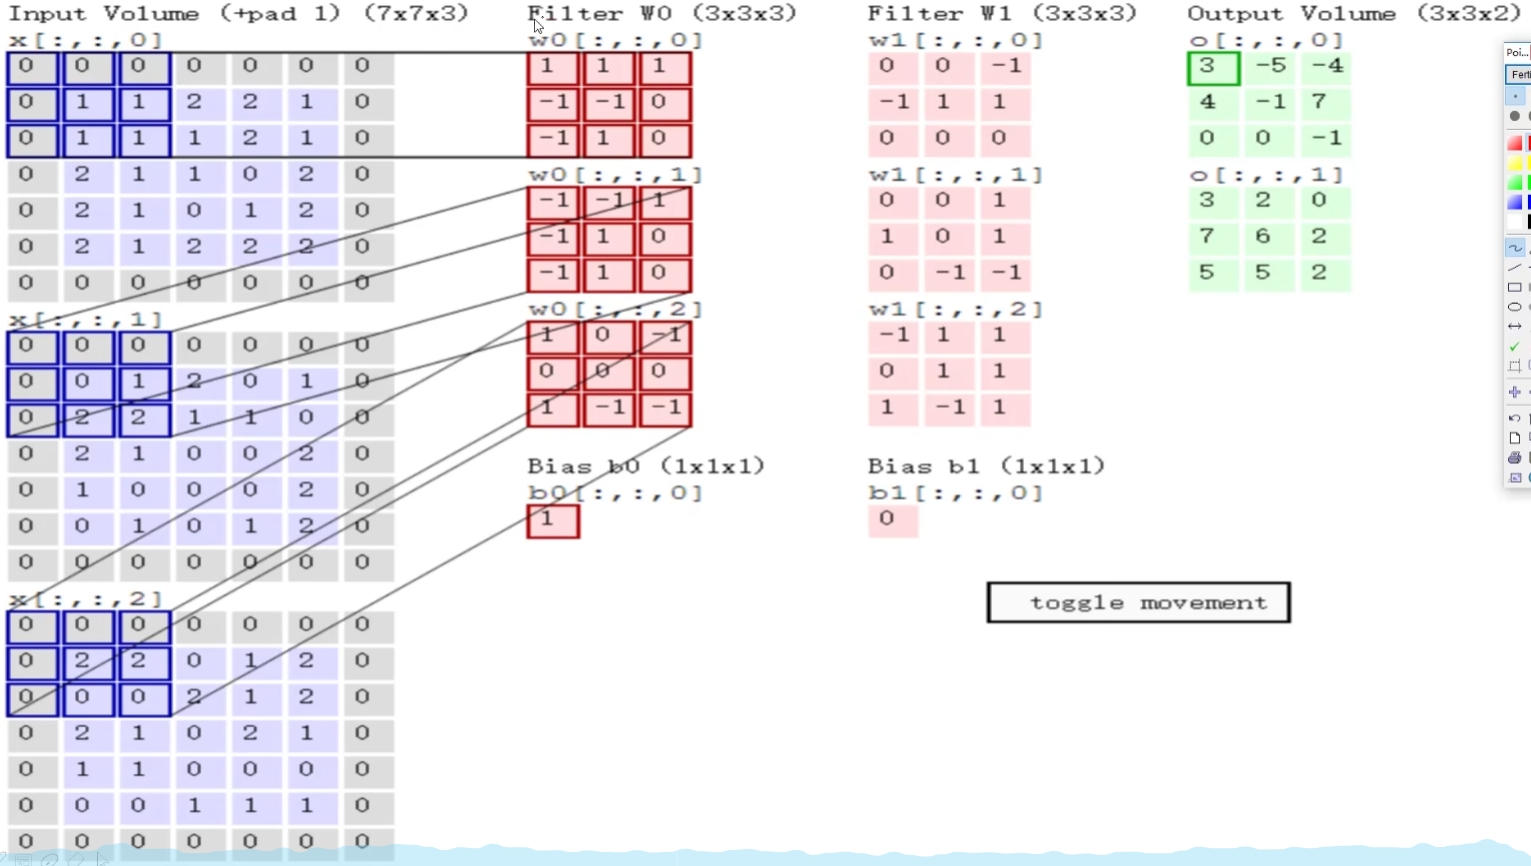 Input Volume (+pad 1) (7x7x3)
x[:,:,0]
0 0 0 0 0 0 0
0 1 1 2 2 1 0
0 1 1 1 2 1 0
0 2 1 1 0 2 0
0 2 1 0 1 2 0
0 2 1 2 2 2 0
0 0 0 0 0 0 0
x[:,:,1]
0 0 0 0 0 0 0
0 0 1 2 0 1 0
0 2 2 1 1 0 0
0 2 1 0 0 2 0
0 1 0 0 0 2 0
0 0 1 0 1 2 0
0 0 0 0 0 0 0
x[:,:,2]
0 0 0 0 0 0 0
0 2 2 0 1 2 0
0 0 0 2 1 2 0
0 2 1 0 2 1 0
0 1 1 0 0 0 0
0 0 0 1 1 1 0
0 0 0 0 0 0 0
Filter W0 (3x3x3)
w0[:,:,0]
1 1 1
-1 -1 0
-1 1 0
w0[:,:,1]
-1 -1 1
-1 1 0
-1 1 0
w0[:,:,2]
1 0 -1
0 0 0
1 -1 -1
Bias b0 (1x1x1)
b0[:,:,0]
1
Filter W1 (3x3x3)
w1[:,:,0]
0 0 -1
-1 1 1
0 0 0
w1[:,:,1]
0 0 1
1 0 1
0 -1 -1
w1[:,:,2]
-1 1 1
0 1 1
1 -1 1
Bias b1 (1x1x1)
b1[:,:,0]
0
Output Volume (3x3x2)
o[:,:,0]
3 -5 -4
4 -1 7
0 0 -1
o[:,:,1]
3 2 0
7 6 2
5 5 2
toggle movement
Poi...
Ferti